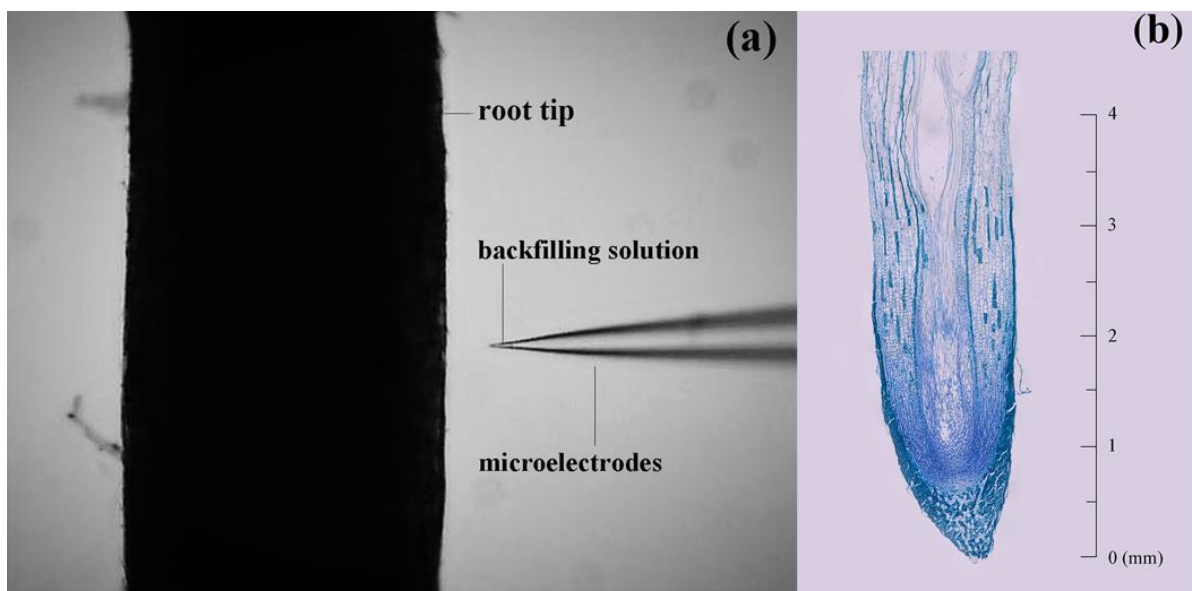 (a)
root tip
backfilling solution
microelectrodes
(b)
4
3
2
1
0 (mm)